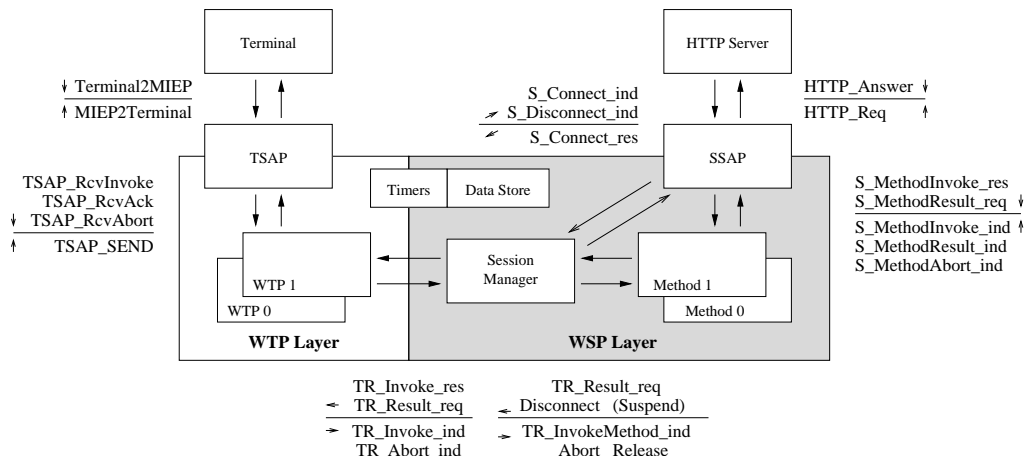 Terminal
HTTP Server
Terminal2MIEP
MIEP2Terminal
S_Connect_ind
S_Disconnect_ind
S_Connect_res
HTTP_Answer
HTTP_Req
TSAP
SSAP
Timers
Data Store
TSAP_RcvInvoke
TSAP_RcvAck
TSAP_RcvAbort
TSAP_SEND
S_MethodInvoke_res
S_MethodResult_req
S_MethodInvoke_ind
S_MethodResult_ind
S_MethodAbort_ind
WTP 1
WTP 0
Session
Manager
Method 1
Method 0
WTP Layer
WSP Layer
TR_Invoke_res
TR_Result_req
TR_Invoke_ind
TR_Abort_ind
TR_Result_req
Disconnect (Suspend)
TR_InvokeMethod_ind
Abort_Release